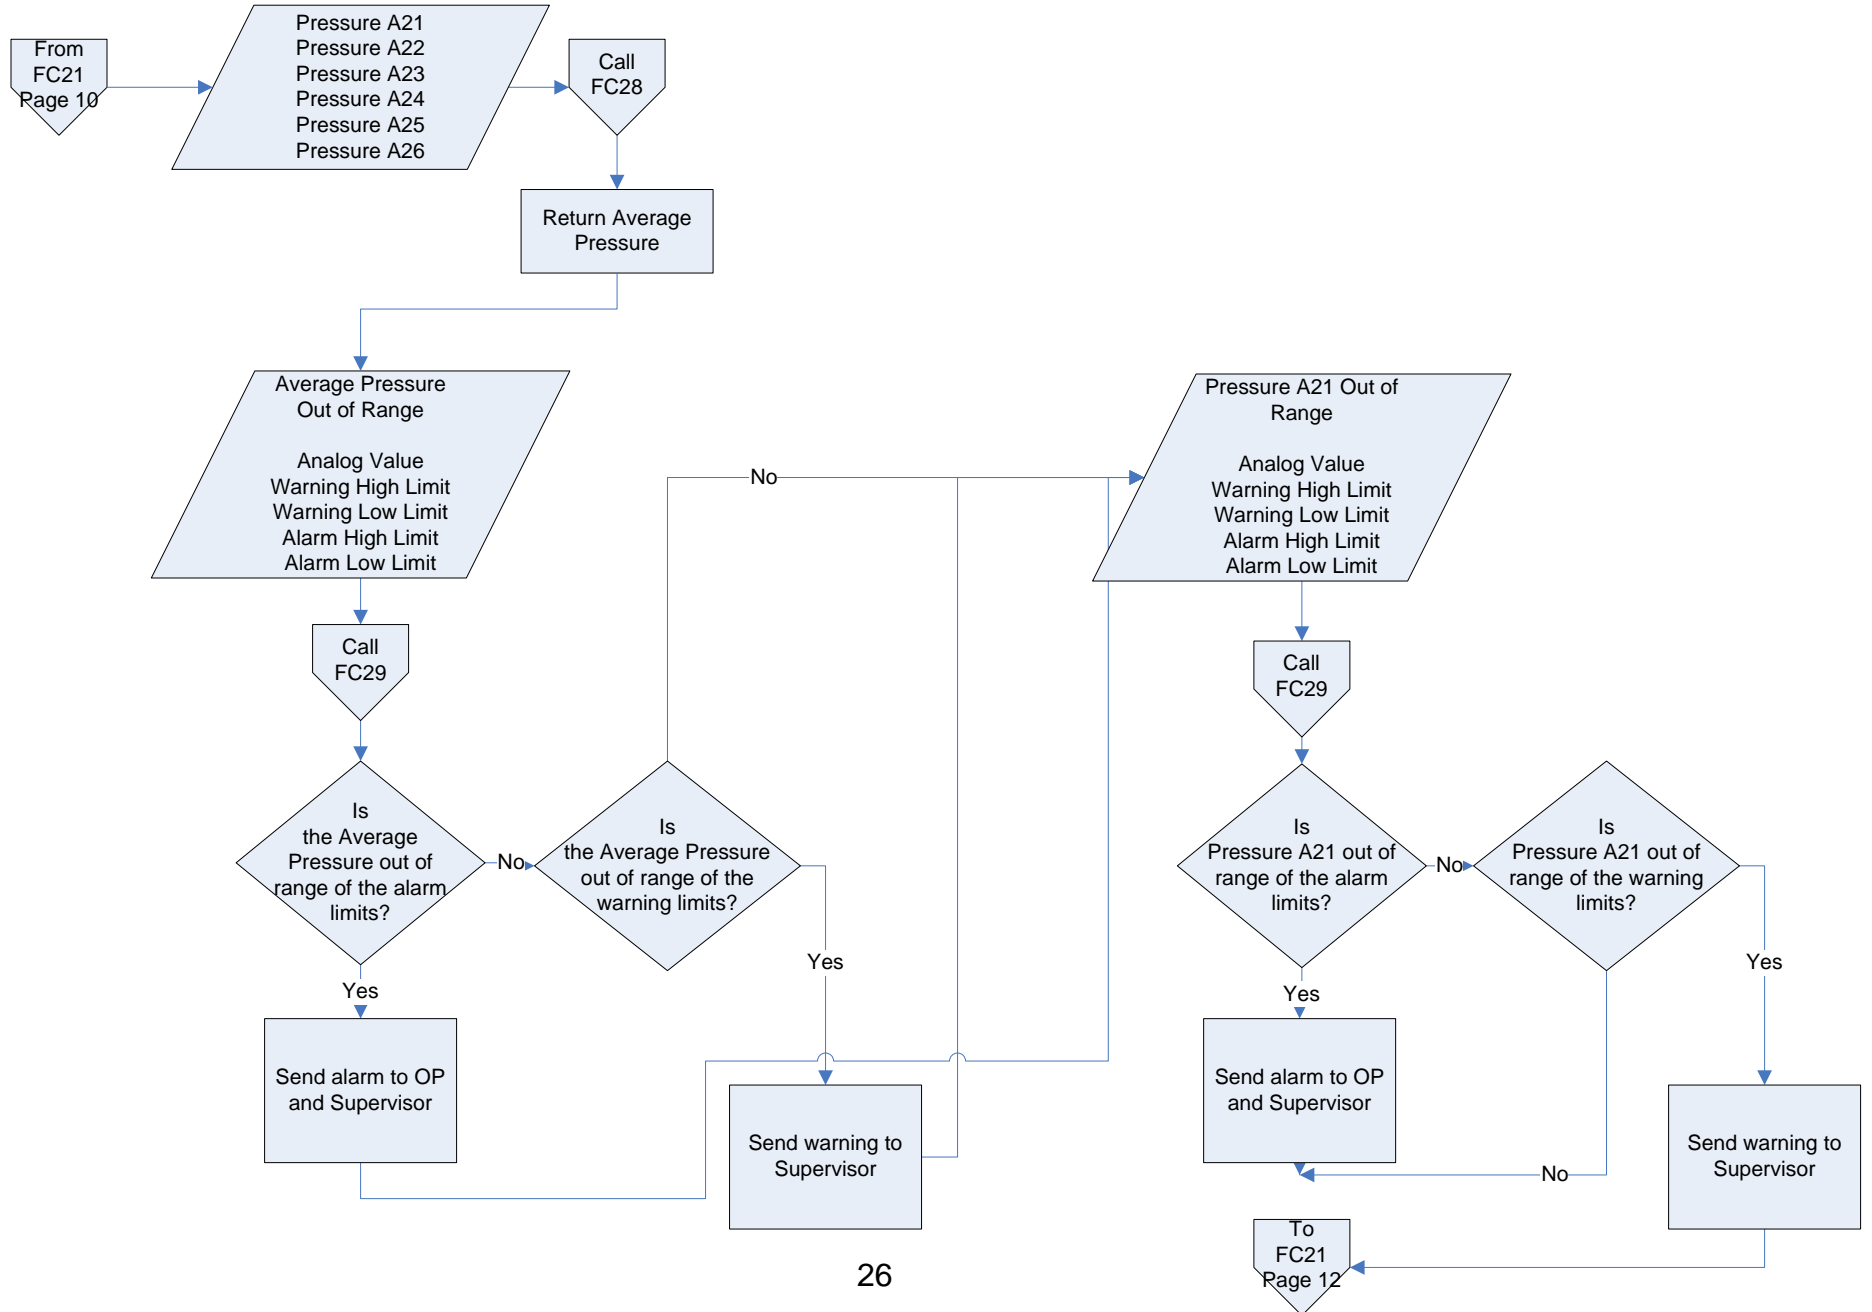 From
FC21
Page 10
Pressure A21
Pressure A22
Pressure A23
Pressure A24
Pressure A25
Pressure A26
Call
FC28
Return Average
Pressure
Average Pressure
Out of Range
Analog Value
Warning High Limit
Warning Low Limit
Alarm High Limit
Alarm Low Limit
Call
FC29
Is
the Average
Pressure out of
range of the alarm
limits?
No
Is
the Average Pressure
out of range of the
warning limits?
No
Yes
Yes
Send alarm to OP
and Supervisor
Send warning to
Supervisor
Pressure A21 Out of
Range
Analog Value
Warning High Limit
Warning Low Limit
Alarm High Limit
Alarm Low Limit
Call
FC29
Is
Pressure A21 out of
range of the alarm
limits?
No
Is
Pressure A21 out of
range of the warning
limits?
Yes
Yes
Send alarm to OP
and Supervisor
No
Send warning to
Supervisor
To
FC21
Page 12
26